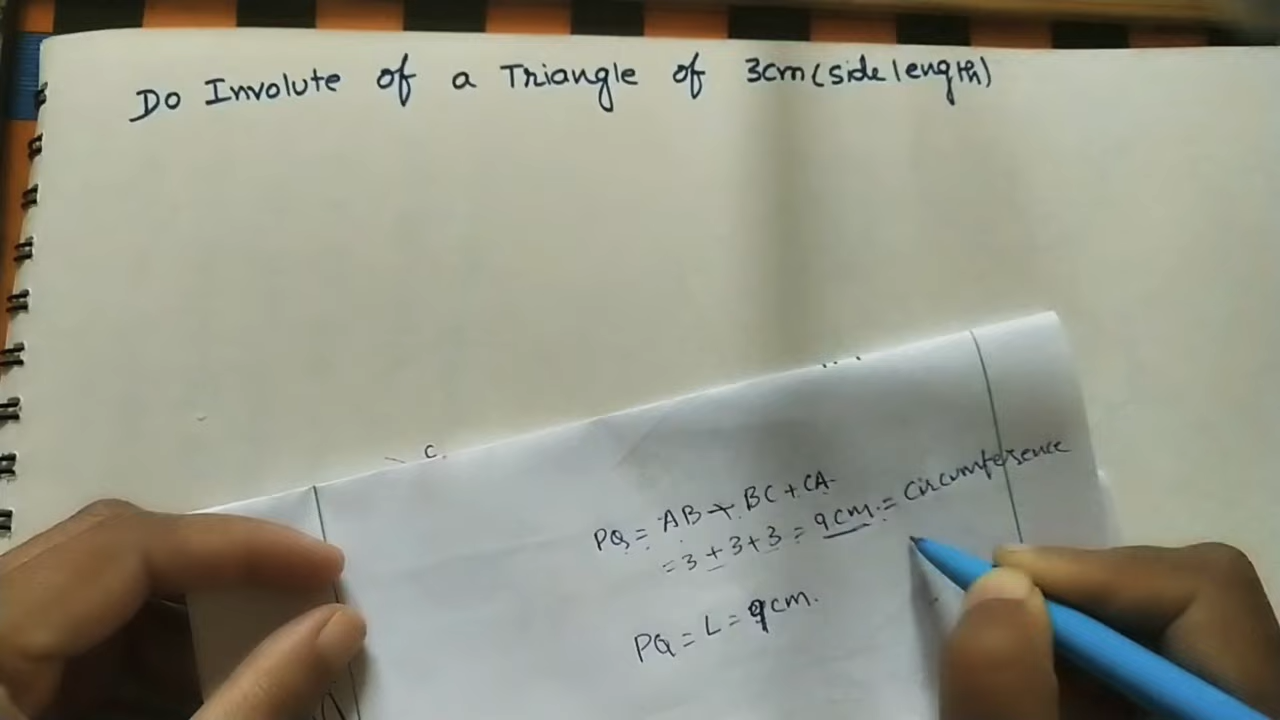 Do Involute of a Triangle of 3cm(side length)
C.
PQ = AB + BC + CA.
= 3 + 3 + 3 = 9cm. = Circumference
PQ = L = 9cm.